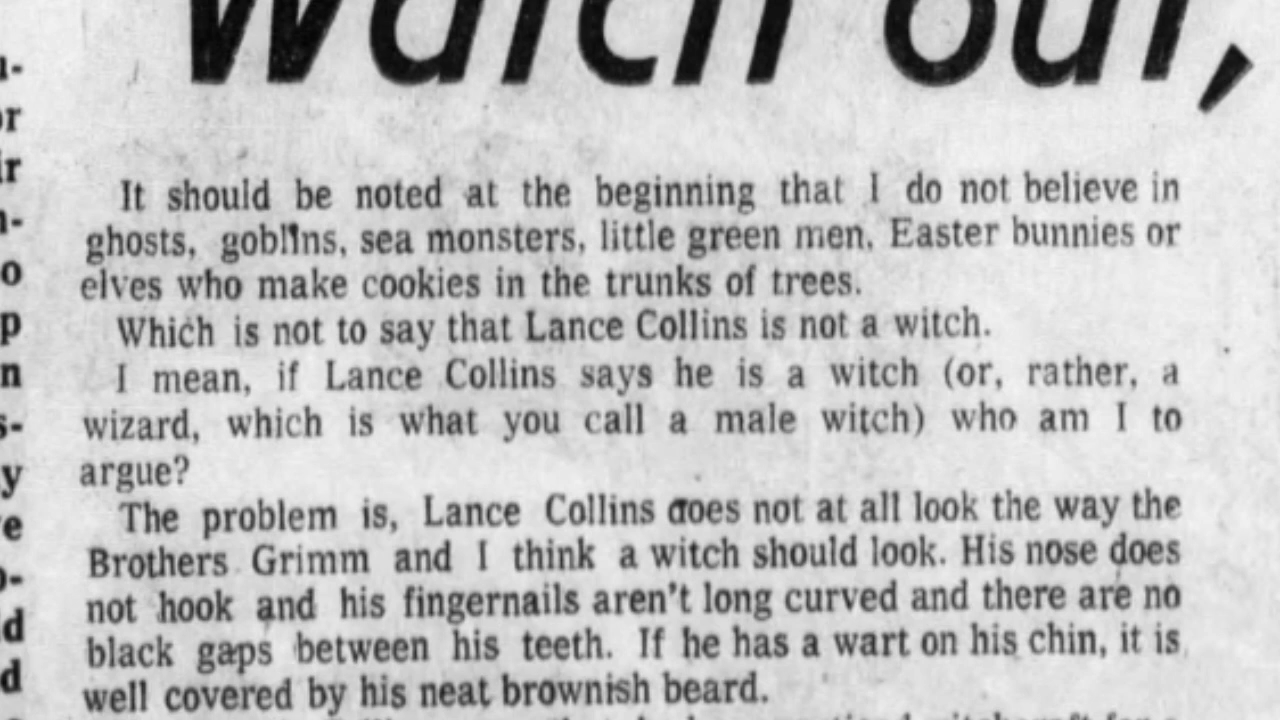 Watch out,
It should be noted at the beginning that I do not believe in
ghosts, goblins, sea monsters, little green men, Easter bunnies or
elves who make cookies in the trunks of trees.
Which is not to say that Lance Collins is not a witch.
I mean, if Lance Collins says he is a witch (or, rather, a
wizard, which is what you call a male witch) who am I to
argue?
The problem is, Lance Collins does not at all look the way the
Brothers Grimm and I think a witch should look. His nose does
not hook and his fingernails aren't long curved and there are no
black gaps between his teeth. If he has a wart on his chin, it is
well covered by his neat brownish beard.